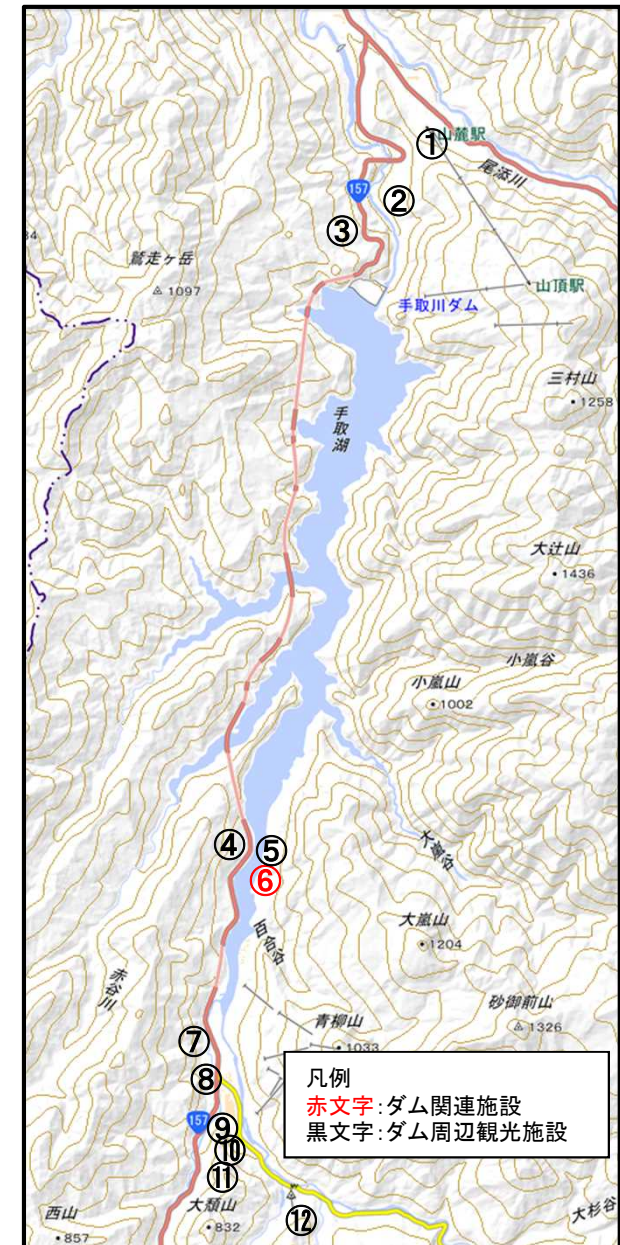 山麓駅
①
尾添川
157
②
③
34
鷲走ヶ岳
1097
山頂駅
手取川ダム
三村山
1258
手取湖
大辻山
1436
小嵐谷
小嵐山
1002
④
⑤
⑥
大嵐谷
百合谷
大嵐山
1204
赤谷川
砂御前山
1326
青柳山
1033
⑦
⑧
凡例
赤文字:ダム関連施設
黒文字:ダム周辺観光施設
157
⑨
⑩
⑪
大頽山
832
西山
857
⑫
大杉谷